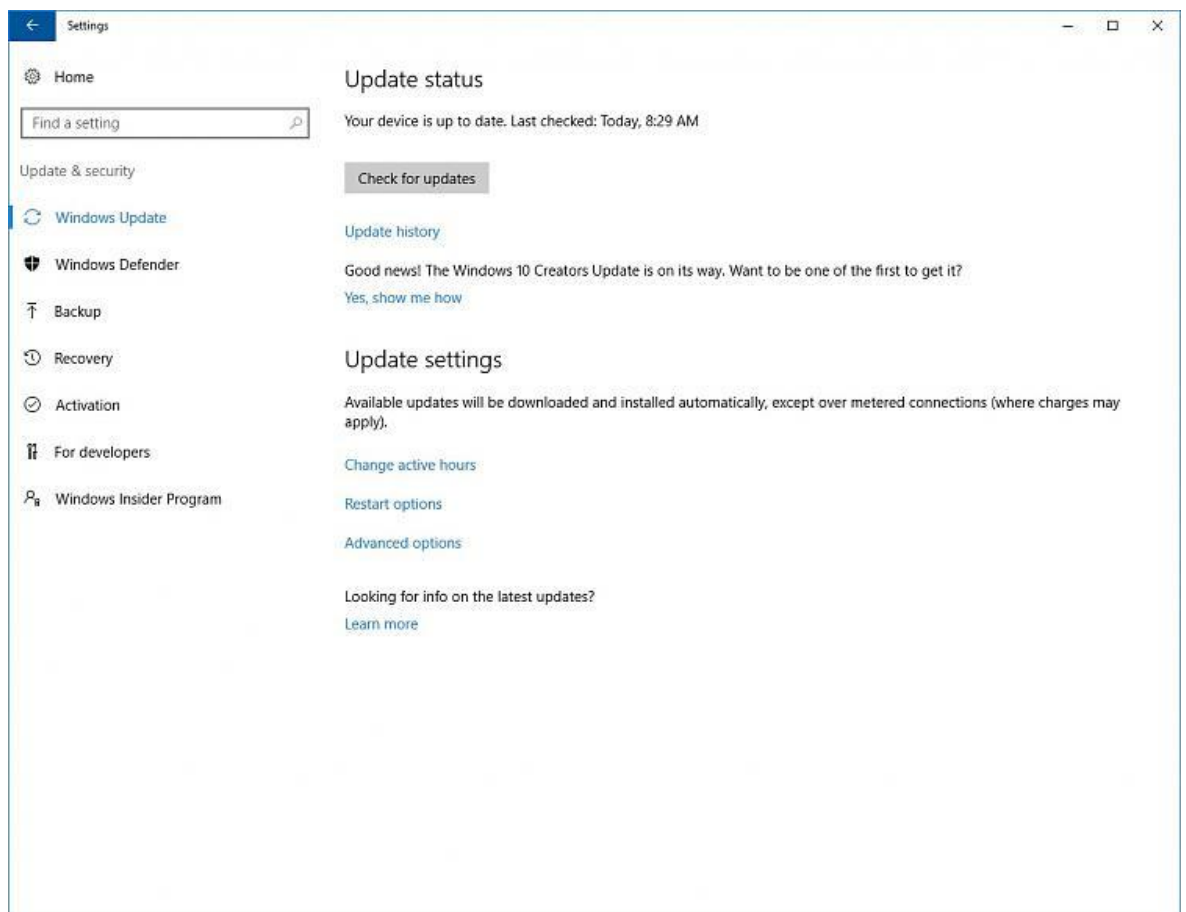 Settings
Home
Find a setting
Update & security
Windows Update
Windows Defender
Backup
Recovery
Activation
For developers
Windows Insider Program
Update status
Your device is up to date. Last checked: Today, 8:29 AM
Check for updates
Update history
Good news! The Windows 10 Creators Update is on its way. Want to be one of the first to get it?
Yes, show me how
Update settings
Available updates will be downloaded and installed automatically, except over metered connections (where charges may
apply).
Change active hours
Restart options
Advanced options
Looking for info on the latest updates?
Learn more